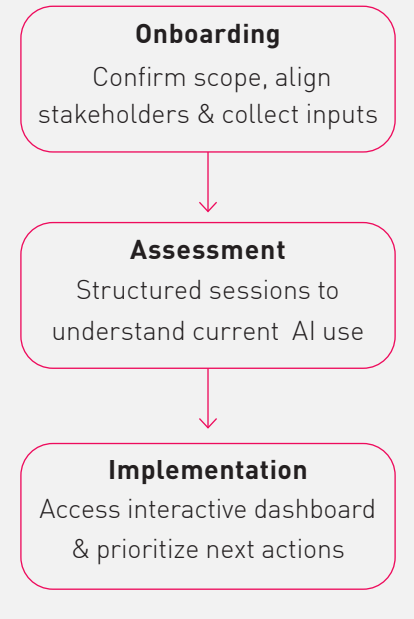 Onboarding
Confirm scope, align
stakeholders & collect inputs
Assessment
Structured sessions to
understand current  AI use
Implementation
Access interactive dashboard
& prioritize next actions